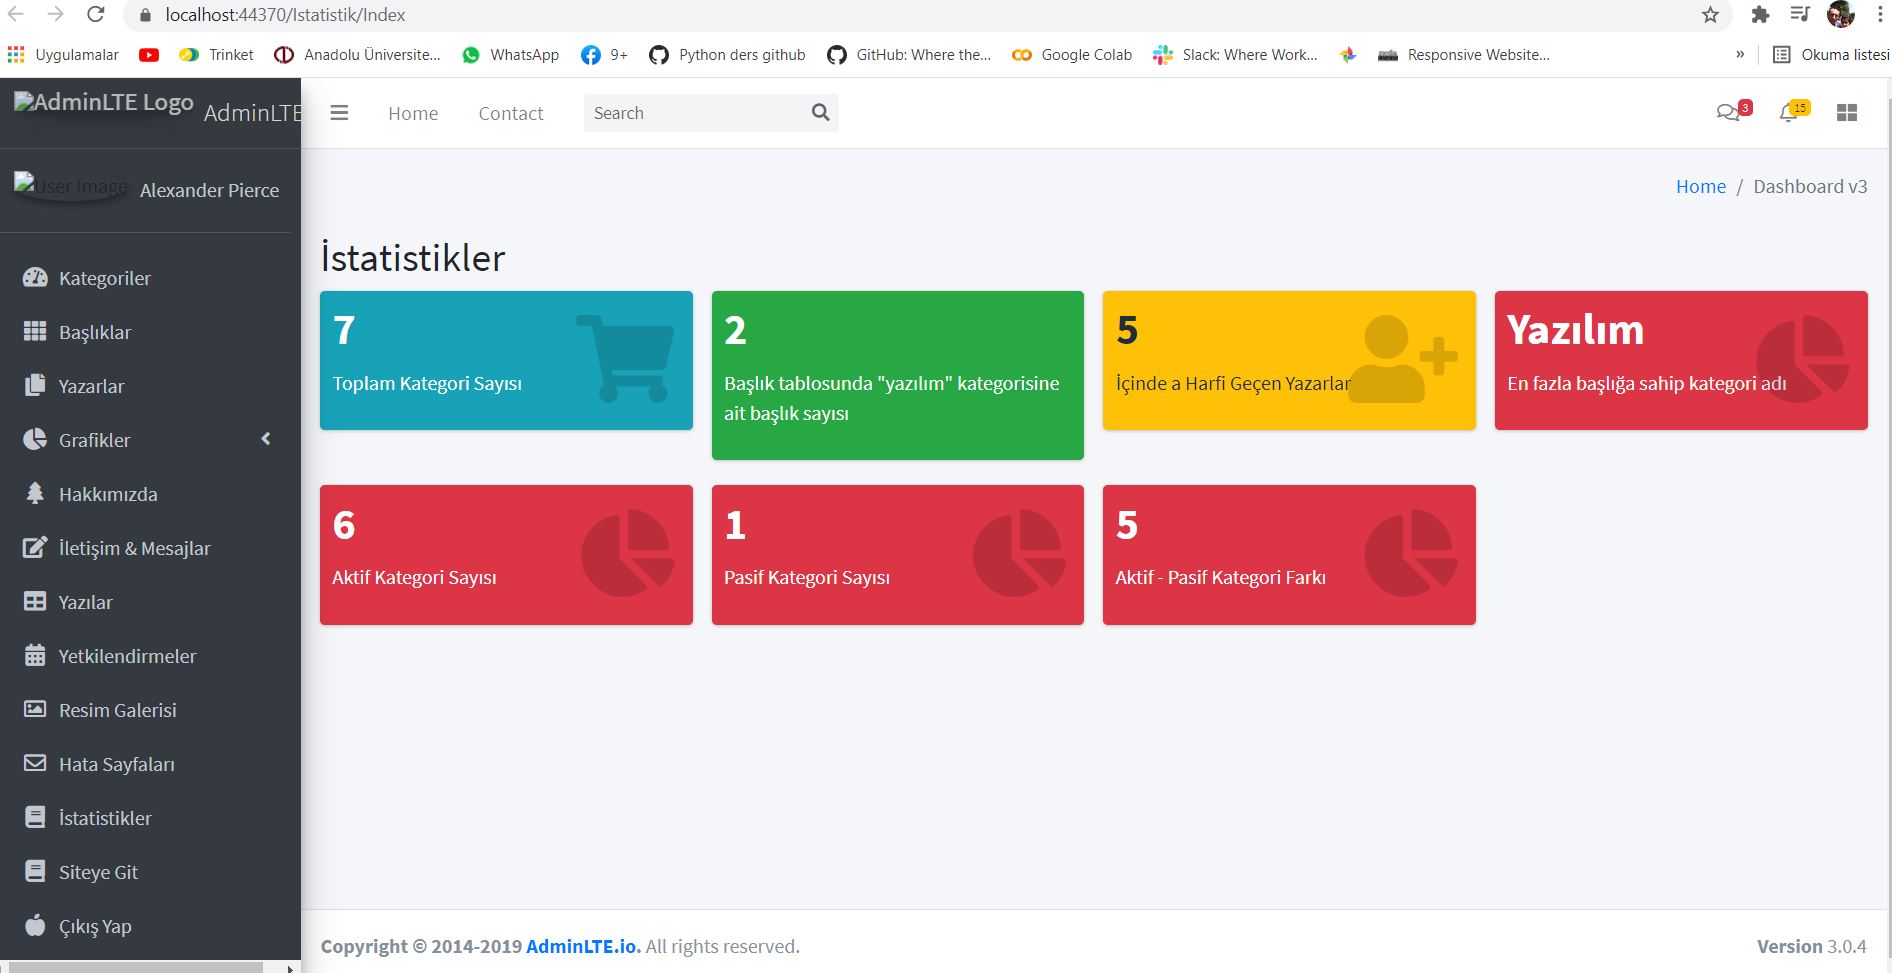 localhost:44370/Istatistik/Index
Uygulamalar
Trinket
Anadolu Üniversite...
WhatsApp
9+
Python ders github
GitHub: Where the...
Google Colab
Slack: Where Work...
Responsive Website...
»
Okuma listesi
AdminLTE Logo
AdminLTE
Home
Contact
Search
3
15
User Image
Alexander Pierce
Home / Dashboard v3
Kategoriler
Başlıklar
Yazarlar
Grafikler
Hakkımızda
İletişim & Mesajlar
Yazılar
Yetkilendirmeler
Resim Galerisi
Hata Sayfaları
İstatistikler
Siteye Git
Çıkış Yap
İstatistikler
7
Toplam Kategori Sayısı
2
Başlık tablosunda "yazılım" kategorisine
ait başlık sayısı
5
İçinde a Harfi Geçen Yazarlar
Yazılım
En fazla başlığa sahip kategori adı
6
Aktif Kategori Sayısı
1
Pasif Kategori Sayısı
5
Aktif - Pasif Kategori Farkı
Copyright © 2014-2019 AdminLTE.io. All rights reserved.
Version 3.0.4